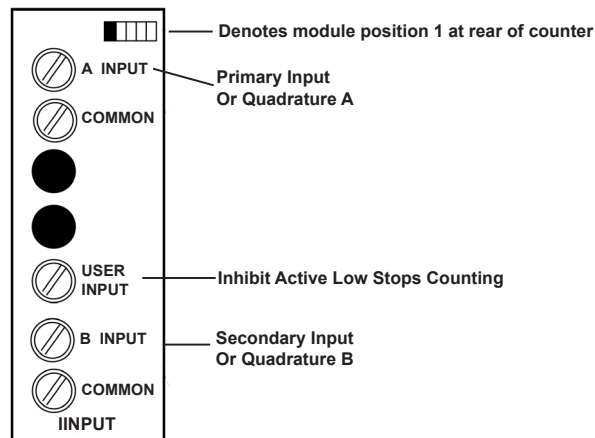 Denotes module position 1 at rear of counter
A INPUT
Primary Input
Or Quadrature A
COMMON
USER
INPUT
Inhibit Active Low Stops Counting
B INPUT
Secondary Input
Or Quadrature B
COMMON
IINPUT